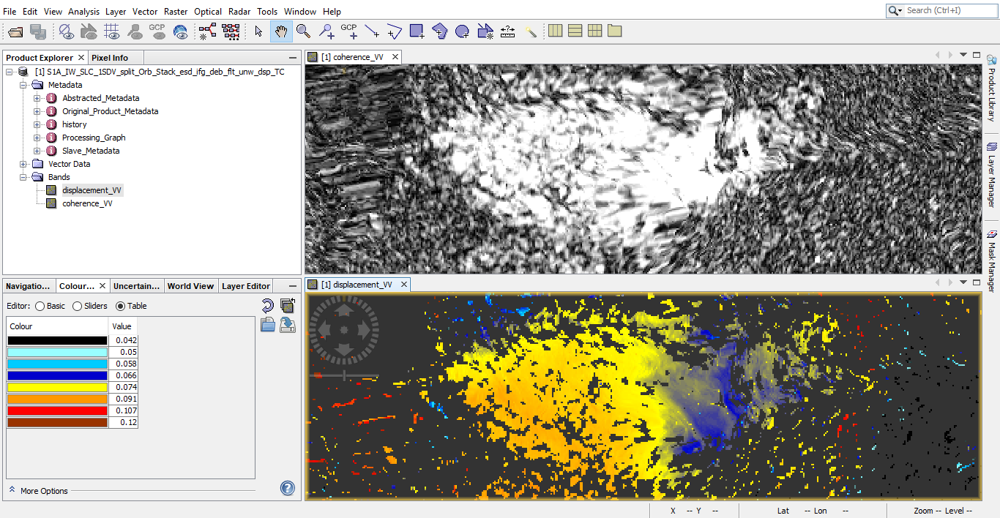 File Edit View Analysis Layer Vector Raster Optical Radar Tools Window Help
Search (Ctrl+I)
GCP
GCP
Product Explorer
Pixel Info
[1] S1A_IW_SLC_1SDV_split_Orb_Stack_esd_ifg_deb_flt_unw_dsp_TC
Metadata
Abstracted_Metadata
Original_Product_Metadata
history
Processing_Graph
Slave_Metadata
Vector Data
Bands
displacement_VV
coherence_VV
[1] coherence_VV
Product Library
Layer Manager
Mask Manager
Navigatio...
Colour...
Uncertain...
World View
Layer Editor
Editor: Basic Sliders Table
Colour Value
0.042
0.05
0.058
0.066
0.074
0.091
0.107
0.12
More Options
[1] displacement_VV
X -- Y -- Lat -- Lon -- Zoom -- Level --